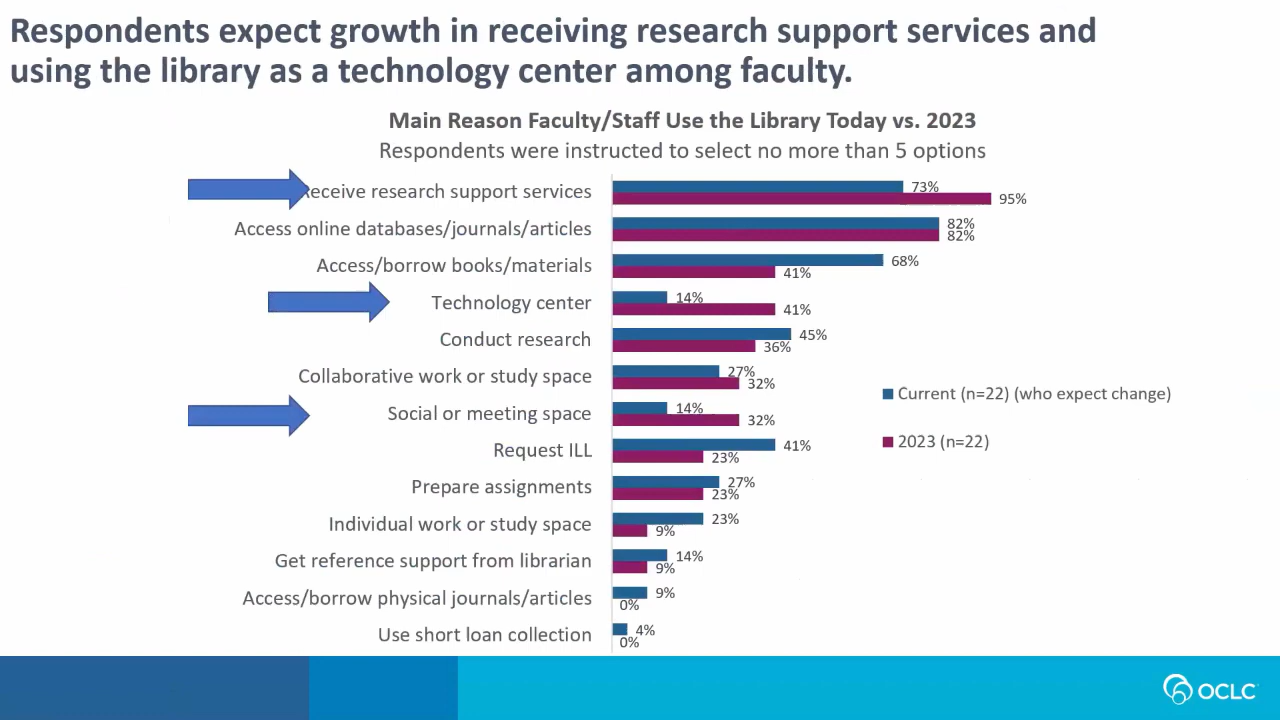 Respondents expect growth in receiving research support services and
using the library as a technology center among faculty.
Main Reason Faculty/Staff Use the Library Today vs. 2023
Respondents were instructed to select no more than 5 options
eceive research support services
73%
95%
Access online databases/journals/articles
82%
82%
Access/borrow books/materials
68%
41%
Technology center
14%
41%
Conduct research
45%
36%
Collaborative work or study space
27%
32%
Social or meeting space
14%
32%
Request ILL
41%
23%
Prepare assignments
27%
23%
Individual work or study space
23%
9%
Get reference support from librarian
14%
9%
Access/borrow physical journals/articles
9%
0%
Use short loan collection
4%
0%
Current (n=22) (who expect change)
2023 (n=22)
OCLC